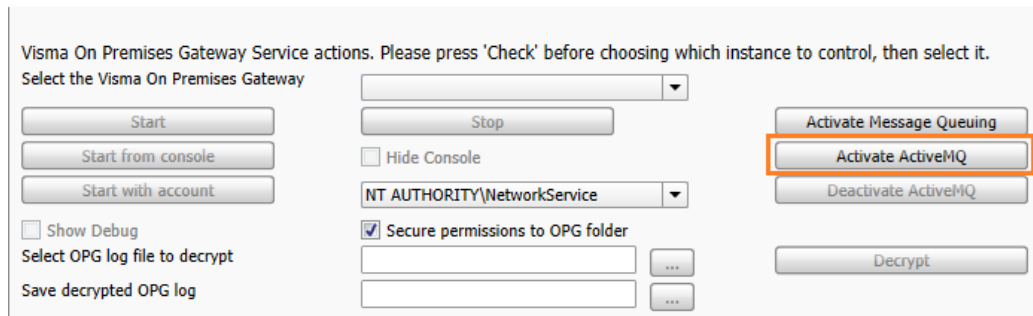 Visma On Premises Gateway Service actions. Please press 'Check' before choosing which instance to control, then select it.
Select the Visma On Premises Gateway
Start Stop Activate Message Queuing
Start from console Hide Console Activate ActiveMQ
Start with account NT AUTHORITY\NetworkService Deactivate ActiveMQ
Show Debug Secure permissions to OPG folder
Select OPG log file to decrypt ... Decrypt
Save decrypted OPG log ...